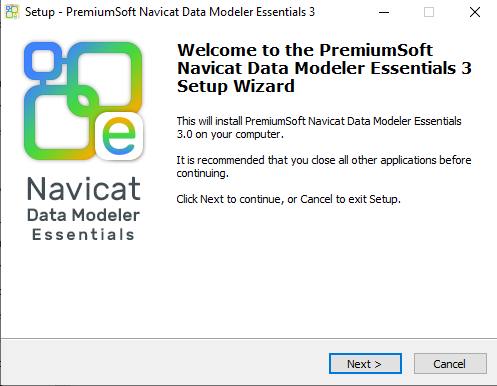 Setup - PremiumSoft Navicat Data Modeler Essentials 3
Welcome to the PremiumSoft
Navicat Data Modeler Essentials 3
Setup Wizard
This will install PremiumSoft Navicat Data Modeler Essentials
3.0 on your computer.
It is recommended that you close all other applications before
continuing.
Click Next to continue, or Cancel to exit Setup.
e
Navicat
Data Modeler
Essentials
Next >
Cancel